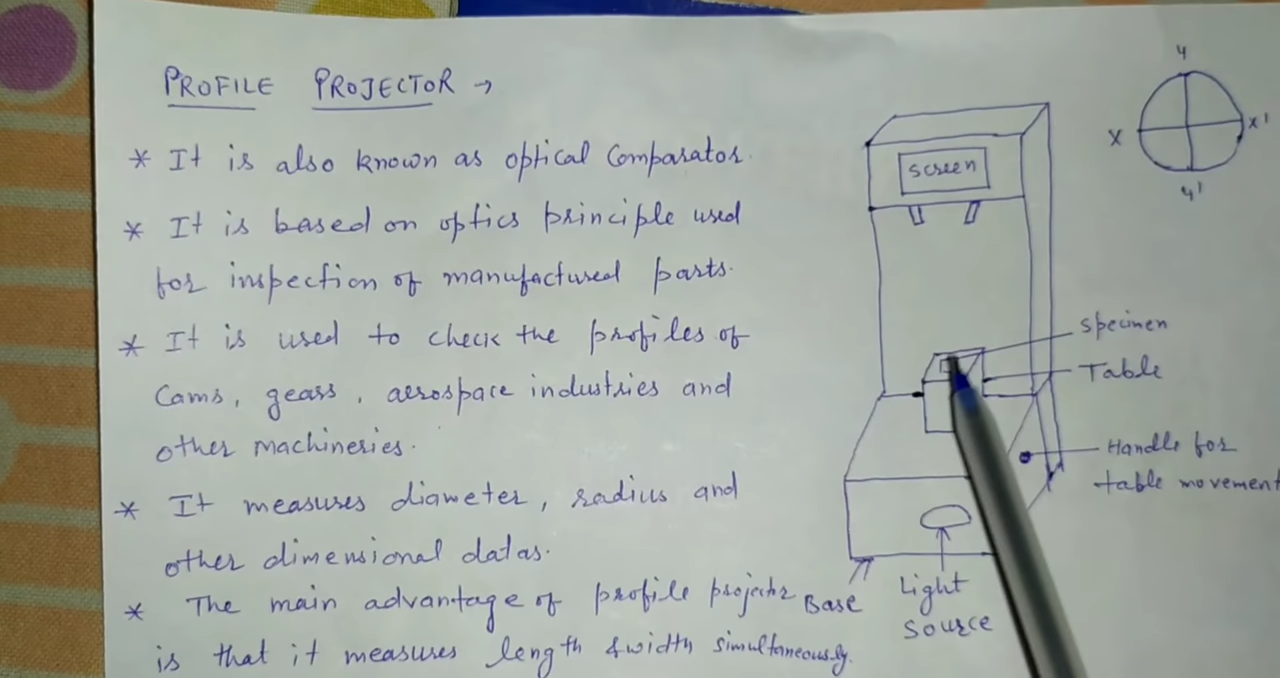 PROFILE PROJECTOR →
* It is also known as optical Comparator.
* It is based on optics principle used
for inspection of manufactured parts.
* It is used to check the profiles of
Cams, gears, aerospace industries and
other machineries.
* It measures diameter, radius and
other dimensional datas.
* The main advantage of profile projector
is that it measures length & width simultaneously.
Screen
Specimen
Table
Handle for
table movement
Base
Light
Source
y
X
x'
y'